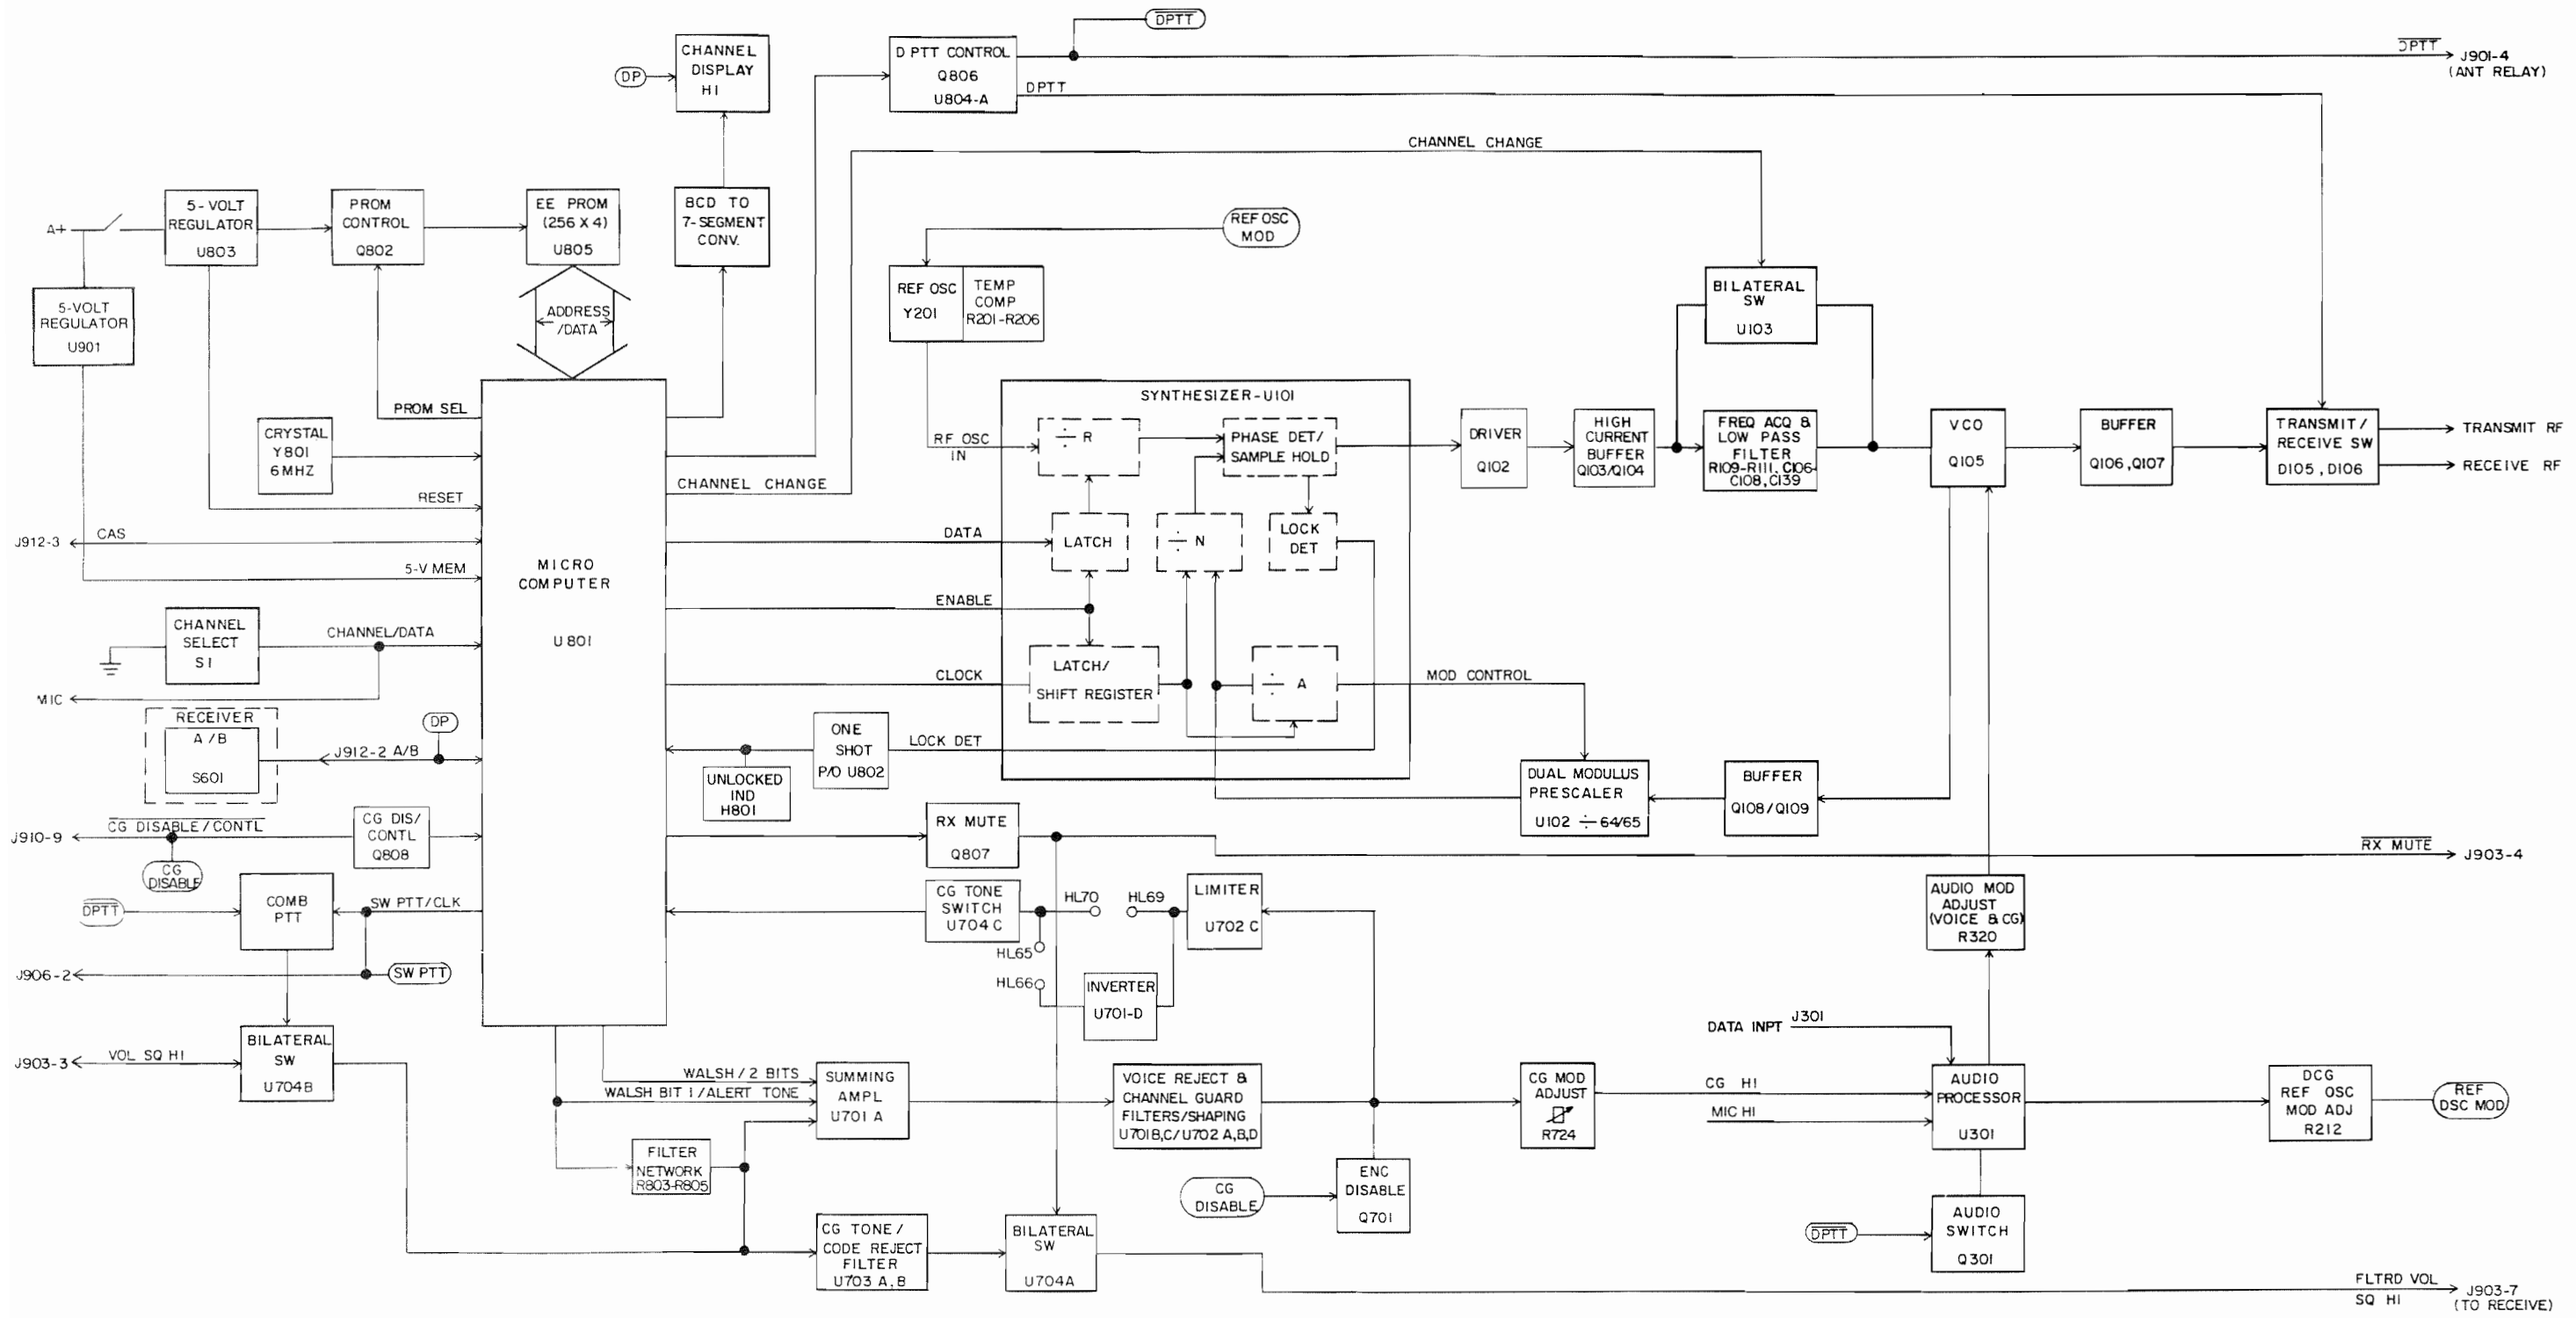 DPTT
CHANNEL
DISPLAY
HI
DP
D PTT CONTROL
Q806
U804-A
DPTT
J901-4
(ANT RELAY)
DPTT
CHANNEL CHANGE
A+
5-VOLT
REGULATOR
U803
PROM
CONTROL
Q802
EE PROM
(256 X 4)
U805
BCD TO
7-SEGMENT
CONV.
REF OSC
MOD
5-VOLT
REGULATOR
U901
ADDRESS
/DATA
REF OSC
Y201
TEMP
COMP
R201-R206
BILATERAL
SW
U103
PROM SEL
CRYSTAL
Y801
6MHZ
RESET
SYNTHESIZER-U101
RF OSC
IN
÷ R
PHASE DET/
SAMPLE HOLD
DRIVER
Q102
HIGH
CURRENT
BUFFER
Q103/Q104
FREQ ACQ &
LOW PASS
FILTER
R109-R111, C106-
C108, C139
VCO
Q105
BUFFER
Q106,Q107
TRANSMIT/
RECEIVE SW
D105, D106
TRANSMIT RF
RECEIVE RF
CHANNEL CHANGE
J912-3
CAS
5-V MEM
MICRO
COMPUTER
U801
DATA
LATCH
÷ N
LOCK
DET
ENABLE
CHANNEL
SELECT
S1
CHANNEL/DATA
MIC
CLOCK
LATCH/
SHIFT REGISTER
÷ A
MOD CONTROL
RECEIVER
A/B
S601
J912-2 A/B
DP
ONE
SHOT
P/O U802
LOCK DET
UNLOCKED
IND
H801
DUAL MODULUS
PRESCALER
U102 ÷ 64/65
BUFFER
Q108/Q109
J910-9
CG DISABLE/CONTL
CG DIS/
CONTL
Q808
CG
DISABLE
RX MUTE
Q807
RX MUTE
J903-4
DPTT
COMB
PTT
SW PTT/CLK
J906-2
SW PTT
CG TONE
SWITCH
U704C
HL70
HL69
HL65
HL66
LIMITER
U702C
INVERTER
U701-D
AUDIO MOD
ADJUST
(VOICE & CG)
R320
J903-3
VOL SQ HI
BILATERAL
SW
U704B
DATA INPT
J301
WALSH/2 BITS
WALSH BIT 1/ALERT TONE
SUMMING
AMPL
U701A
VOICE REJECT &
CHANNEL GUARD
FILTERS/SHAPING
U701B,C/U702 A,B,D
CG MOD
ADJUST
R724
CG HI
MIC HI
AUDIO
PROCESSOR
U301
DCG
REF OSC
MOD ADJ
R212
REF
DSC MOD
FILTER
NETWORK
R803-R805
CG
DISABLE
ENC
DISABLE
Q701
CG TONE/
CODE REJECT
FILTER
U703 A,B
BILATERAL
SW
U704A
DPTT
AUDIO
SWITCH
Q301
FLTRD VOL
SQ HI
J903-7
(TO RECEIVE)